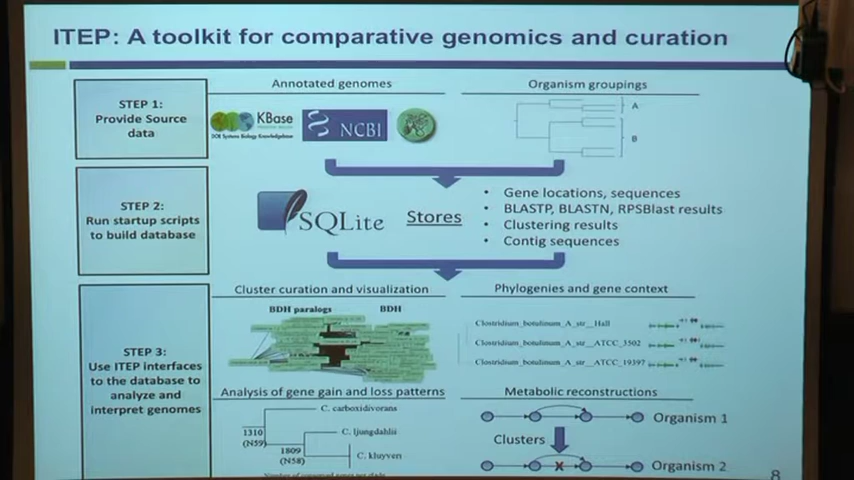 ITEP: A toolkit for comparative genomics and curation
STEP 1:
Provide Source
data
Annotated genomes
KBase
DOE Systems Biology Knowledgebase
NCBI
Organism groupings
A
B
STEP 2:
Run startup scripts
to build database
SQLite
Stores
• Gene locations, sequences
• BLASTP, BLASTN, RPSBlast results
• Clustering results
• Contig sequences
STEP 3:
Use ITEP interfaces
to the database to
analyze and
interpret genomes
Cluster curation and visualization
BDH paralogs
BDH
Phylogenies and gene context
Clostridium_botulinum_A_str__Hall
Clostridium_botulinum_A_str__ATCC_3502
Clostridium_botulinum_A_str__ATCC_19397
Analysis of gene gain and loss patterns
C. carboxidivorans
1310
(N59)
C. ljungdahlii
1809
(N58)
C. kluyveri
Metabolic reconstructions
Organism 1
Clusters
X
Organism 2
8